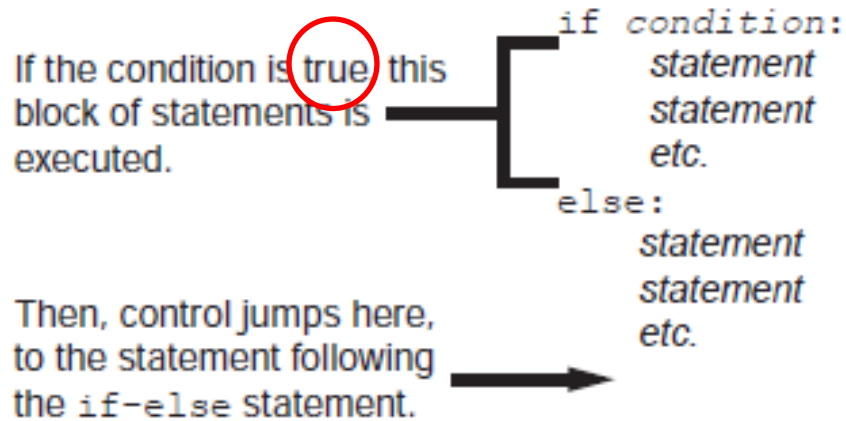 If the condition is true, this
block of statements is
executed.
if condition:
statement
statement
etc.
else:
statement
statement
etc.
Then, control jumps here,
to the statement following
the if-else statement.